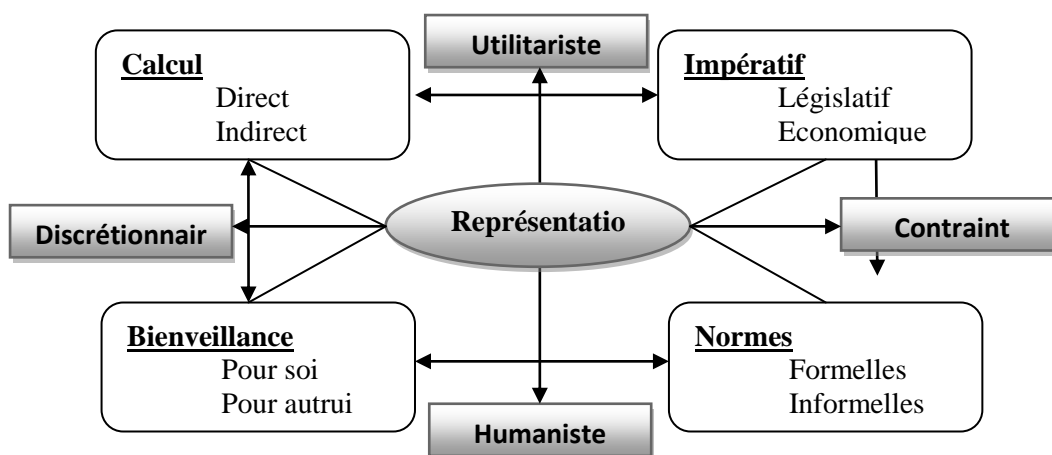 Utilitariste
Calcul
Direct
Indirect
Impératif
Législatif
Economique
Représentatio
Discrétionnair
Contraint
Bienveillance
Pour soi
Pour autrui
Normes
Formelles
Informelles
Humaniste